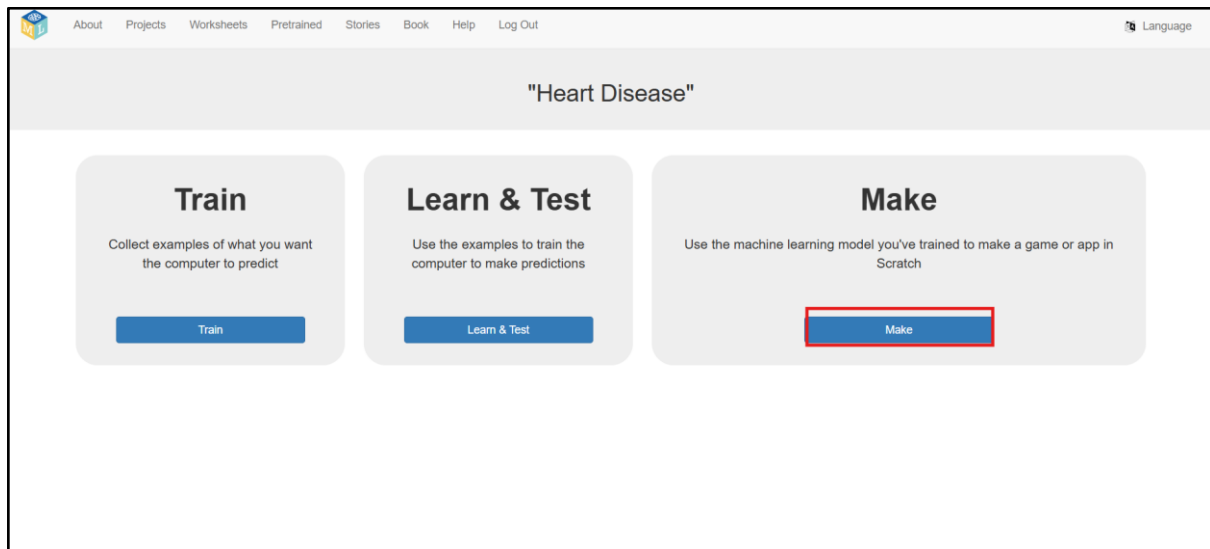 About Projects Worksheets Pretrained Stories Book Help Log Out Language
"Heart Disease"
Train
Collect examples of what you want
the computer to predict
Train
Learn & Test
Use the examples to train the
computer to make predictions
Learn & Test
Make
Use the machine learning model you've trained to make a game or app in
Scratch
Make